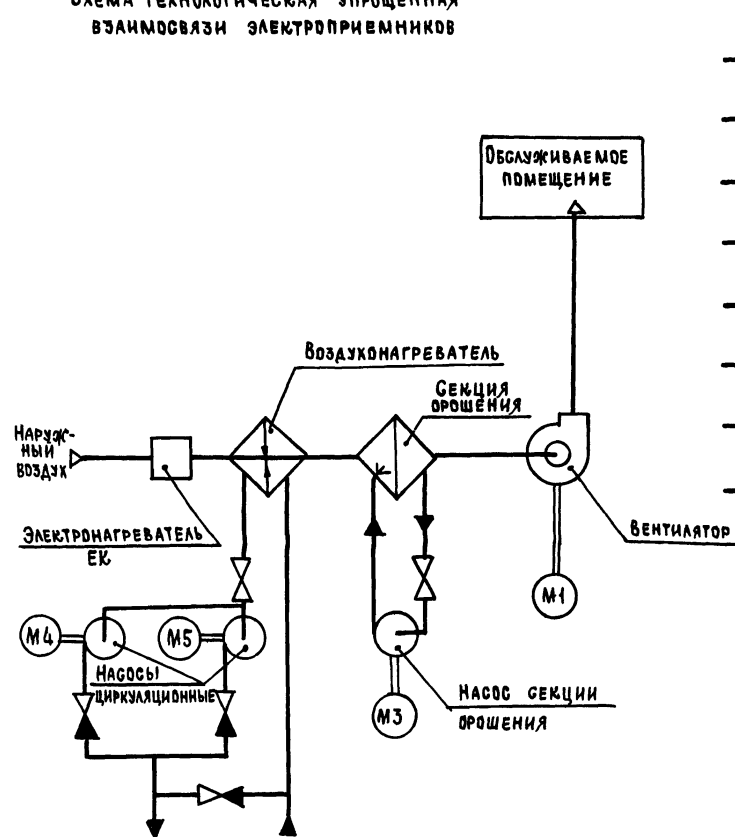 СХЕМА ТЕХНОЛОГИЧЕСКАЯ УПРОЩЕННАЯ
ВЗАИМОСВЯЗИ ЭЛЕКТРОПРИЕМНИКОВ
ОБСЛУЖИВАЕМОЕ
ПОМЕЩЕНИЕ
ВОЗДУХОНАГРЕВАТЕЛЬ
СЕКЦИЯ
ОРОШЕНИЯ
НАРУЖ-
НЫЙ
ВОЗДУХ
ЭЛЕКТРОНАГРЕВАТЕЛЬ
ЕК
ВЕНТИЛЯТОР
М1
М4
М5
НАСОСЫ
ЦИРКУЛЯЦИОННЫЕ
М3
НАСОС СЕКЦИИ
ОРОШЕНИЯ